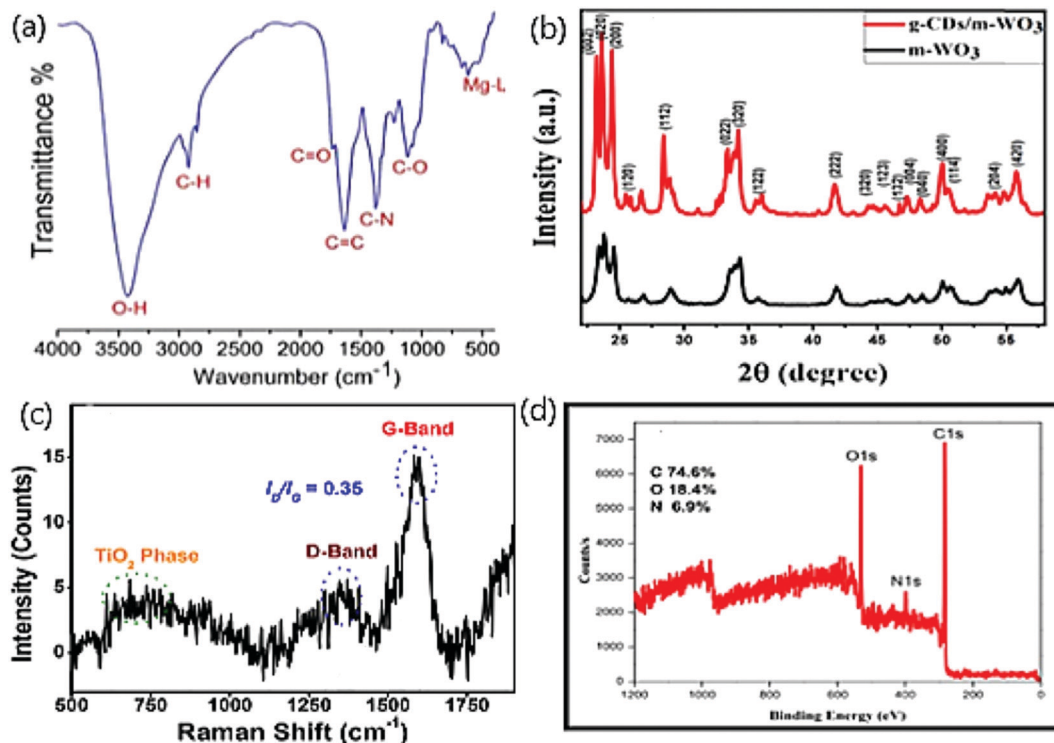 (a)
Transmittance %
C=O
C-H
O-H
C=C
C-N
C-O
Mg-L
4000 3500 3000 2500 2000 1500 1000 500
Wavenumber (cm-1)
(b)
Intensity (a.u.)
g-CDs/m-WO3
m-WO3
(002)
(200)
(120)
(112)
(022)
(320)
(122)
(222)
(320)
(123)
(132)
(004)
(040)
(400)
(114)
(204)
(420)
25 30 35 40 45 50 55
2θ (degree)
(c)
Intensity (Counts)
15
10
5
0
G-Band
ID/IG = 0.35
TiO2 Phase
D-Band
500 750 1000 1250 1500 1750
Raman Shift (cm-1)
(d)
Counts/s
7000
6000
5000
4000
3000
2000
1000
0
C 74.6%
O 18.4%
N 6.9%
O1s
N1s
C1s
1200 1000 800 600 400 200 0
Binding Energy (eV)